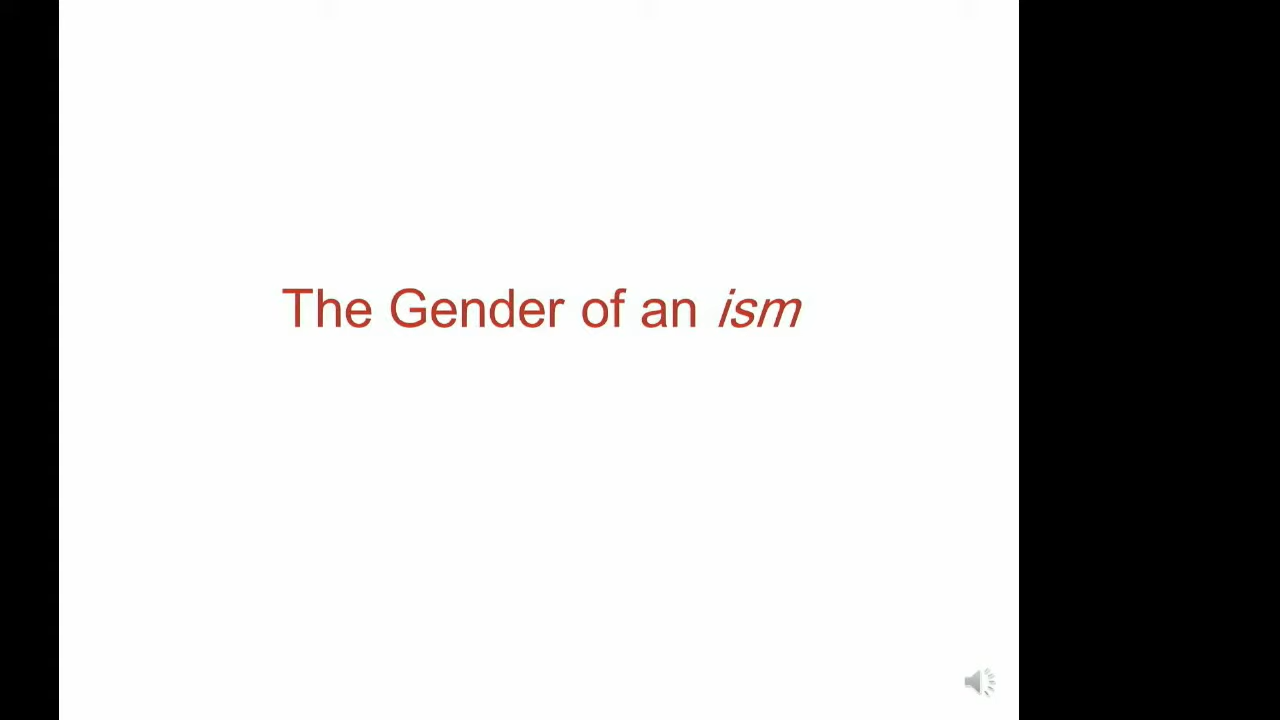 The Gender of an ism